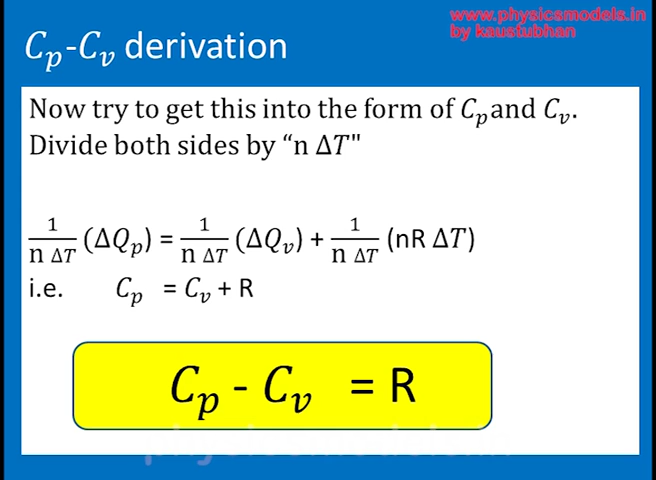 www.physicsmodels.in
by kaustubhan
Cp-Cv derivation
Now try to get this into the form of Cp and Cv.
Divide both sides by “n ΔT"
1/(n ΔT) (ΔQp) = 1/(n ΔT) (ΔQv) + 1/(n ΔT) (nR ΔT)
i.e. Cp = Cv + R
Cp - Cv = R
physicsmodels.in